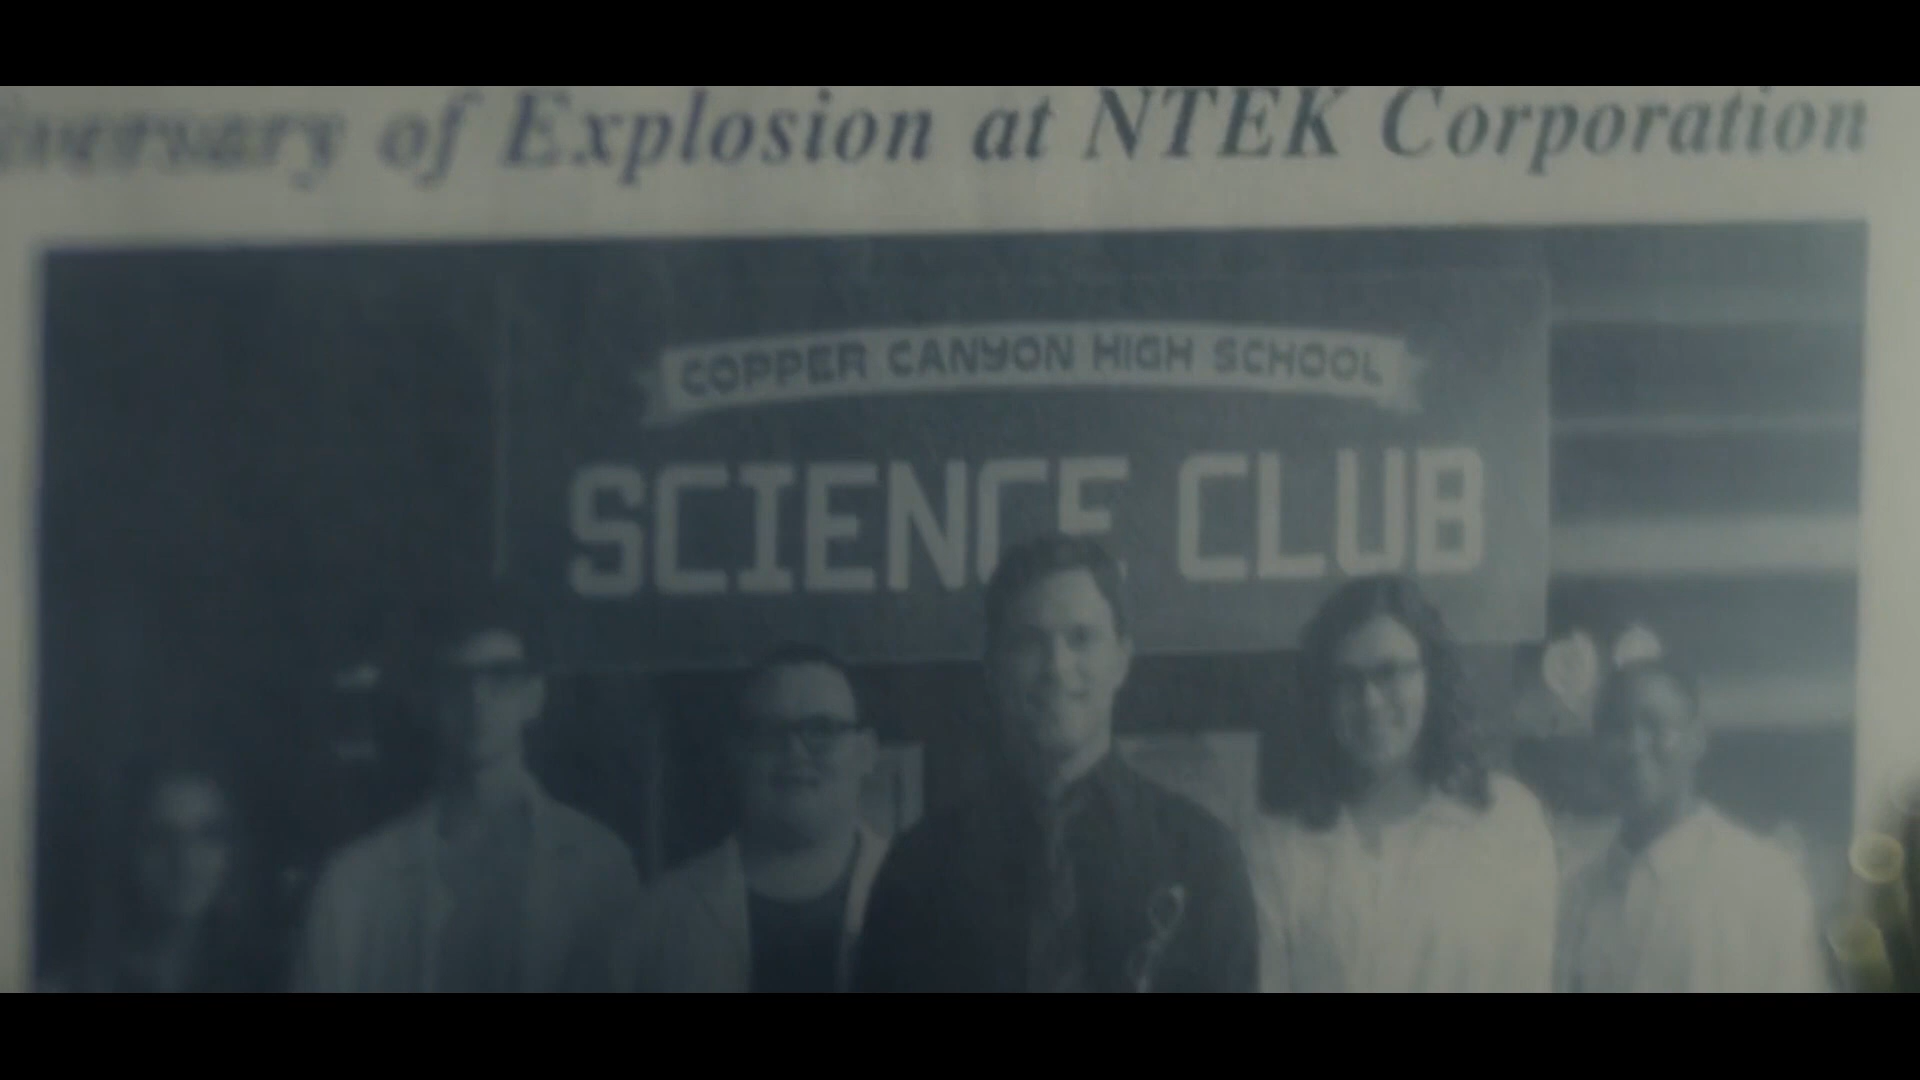 of Explosion at NTEK Corporation
COPPER CANYON HIGH SCHOOL
SCIENCE CLUB